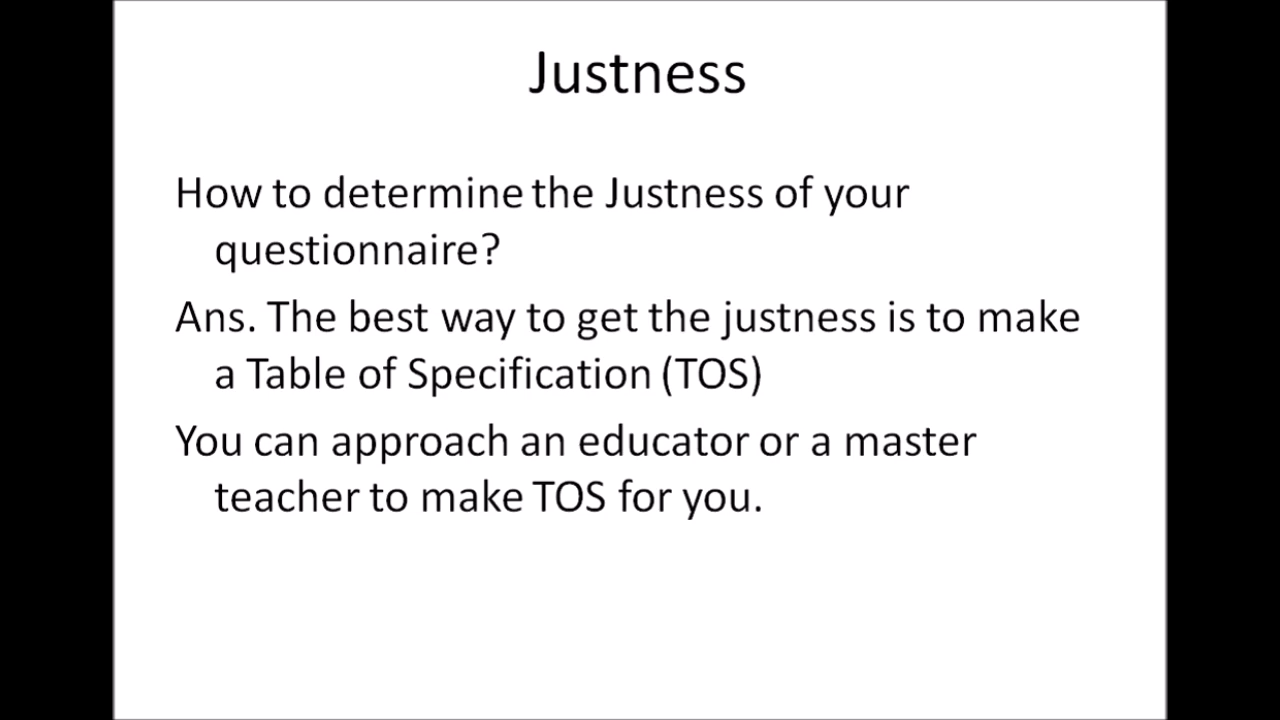 Justness
How to determine the Justness of your
questionnaire?
Ans. The best way to get the justness is to make
a Table of Specification (TOS)
You can approach an educator or a master
teacher to make TOS for you.